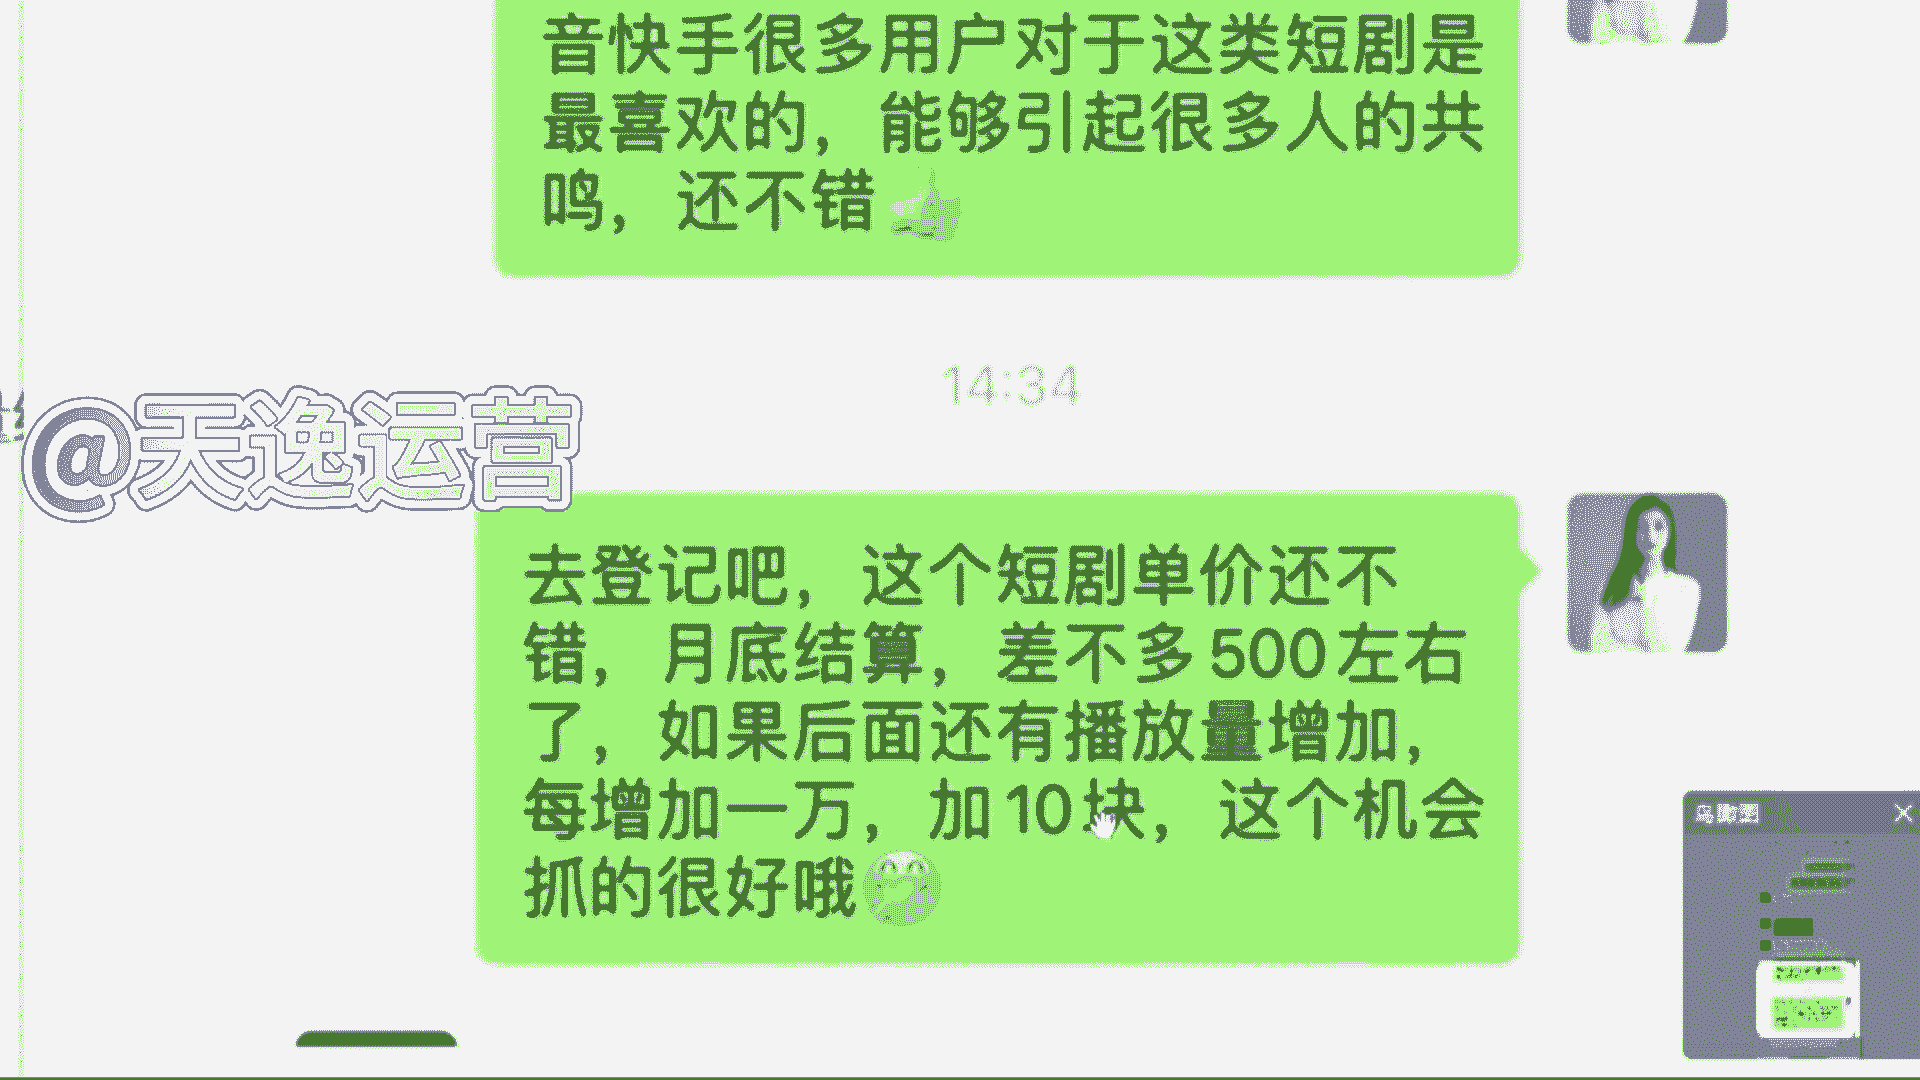 音快手很多用户对于这类短剧是
最喜欢的，能够引起很多人的共
鸣，还不错
14:34
@天逸运营
去登记吧，这个短剧单价还不
错，月底结算，差不多500左右
了，如果后面还有播放量增加，
每增加一万，加10块，这个机会
抓的很好哦